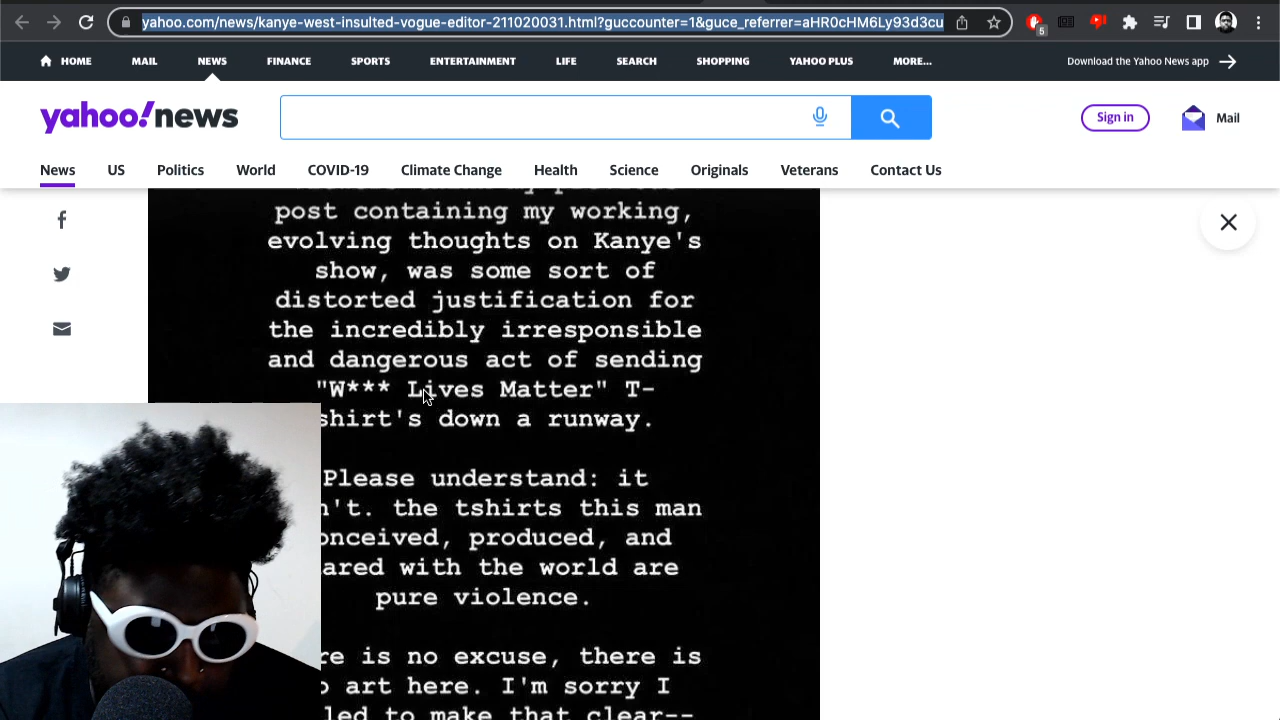 yahoo.com/news/kanye-west-insulted-vogue-editor-211020031.html?guccounter=1&guce_referrer=aHR0cHM6Ly93d3cu
5
HOME MAIL NEWS FINANCE SPORTS ENTERTAINMENT LIFE SEARCH SHOPPING YAHOO PLUS MORE... Download the Yahoo News app
yahoo!news
Sign in Mail
News US Politics World COVID-19 Climate Change Health Science Originals Veterans Contact Us
post containing my working,
evolving thoughts on Kanye's
show, was some sort of
distorted justification for
the incredibly irresponsible
and dangerous act of sending
"W*** Lives Matter" T-
shirt's down a runway.
Please understand: it
n't. the tshirts this man
onceived, produced, and
ared with the world are
pure violence.
re is no excuse, there is
o art here. I'm sorry I
led to make that clear--